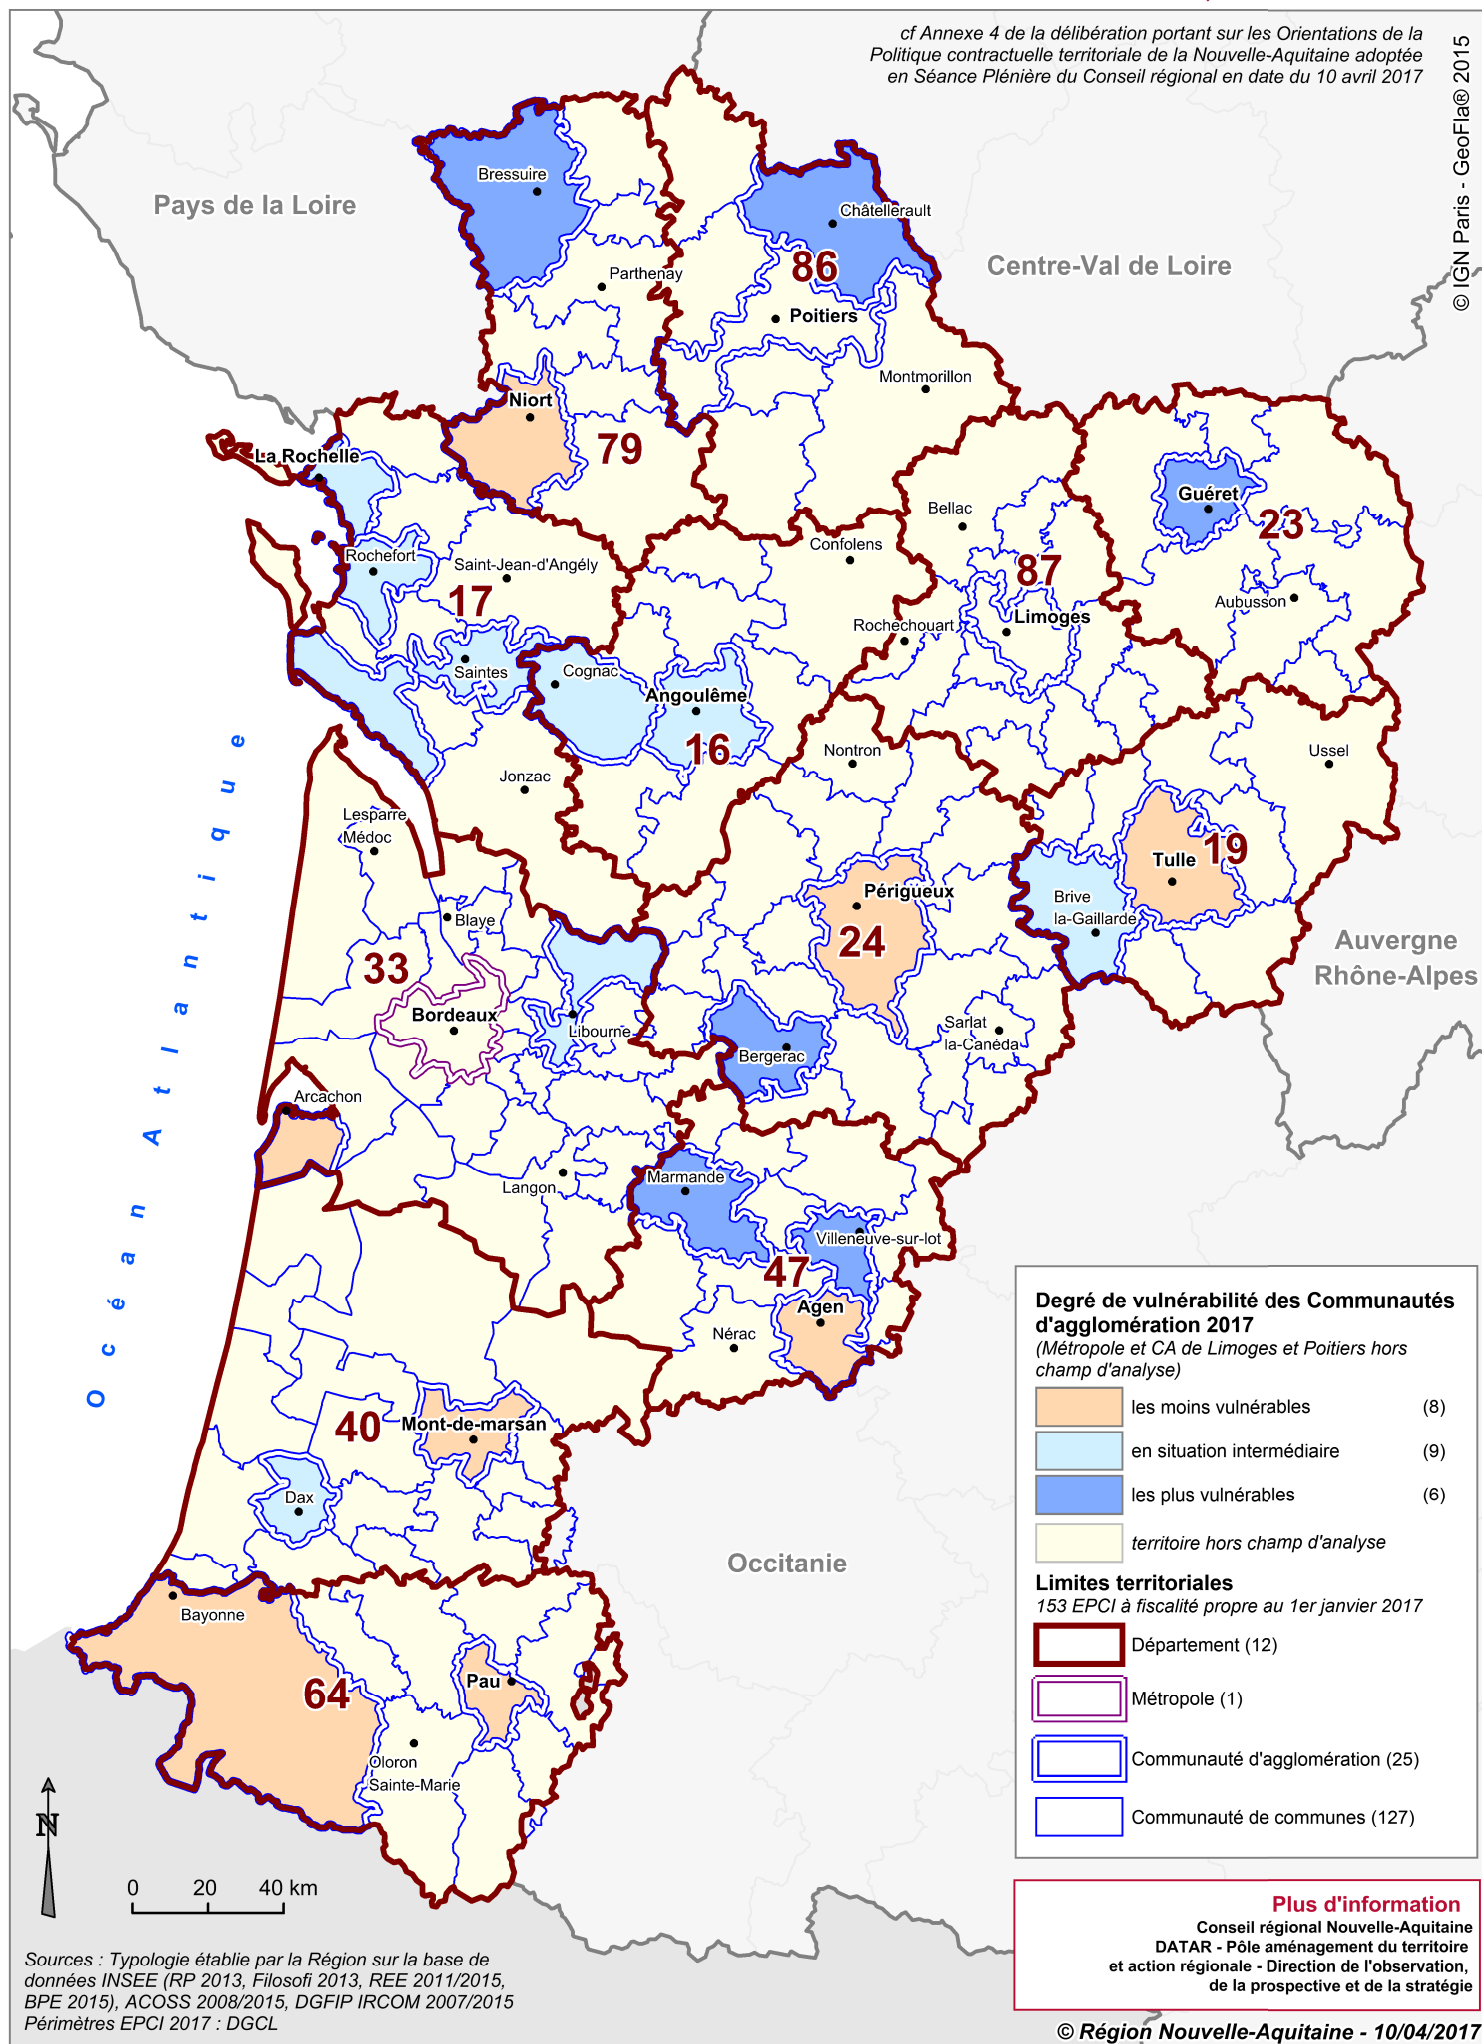 cf Annexe 4 de la délibération portant sur les Orientations de la
Politique contractuelle territoriale de la Nouvelle-Aquitaine adoptée
en Séance Plénière du Conseil régional en date du 10 avril 2017
© IGN Paris - GeoFla® 2015
Pays de la Loire
Centre-Val de Loire
Bressuire
Châtellerault
86
Parthenay
Poitiers
Montmorillon
Niort
79
La Rochelle
Guéret
23
Bellac
Rochefort
Saint-Jean-d'Angély
Confolens
87
17
Aubusson
Limoges
Rochechouart
Saintes
Cognac
Angoulême
16
Nontron
Ussel
Jonzac
Océan Atlantique
Lesparre
Médoc
Tulle
19
Périgueux
Brive
la-Gaillarde
Blaye
24
33
Auvergne
Rhône-Alpes
Bordeaux
Libourne
Sarlat
la-Canéda
Bergerac
Arcachon
Marmande
Langon
Villeneuve-sur-lot
47
Agen
Nérac
40
Mont-de-marsan
Dax
Occitanie
Bayonne
64
Pau
Oloron
Sainte-Marie
Degré de vulnérabilité des Communautés
d'agglomération 2017
(Métropole et CA de Limoges et Poitiers hors
champ d'analyse)
les moins vulnérables (8)
en situation intermédiaire (9)
les plus vulnérables (6)
territoire hors champ d'analyse
Limites territoriales
153 EPCI à fiscalité propre au 1er janvier 2017
Département (12)
Métropole (1)
Communauté d'agglomération (25)
Communauté de communes (127)
N
0 20 40 km
Sources : Typologie établie par la Région sur la base de
données INSEE (RP 2013, Filosofi 2013, REE 2011/2015,
BPE 2015), ACOSS 2008/2015, DGFIP IRCOM 2007/2015
Périmètres EPCI 2017 : DGCL
Plus d'information
Conseil régional Nouvelle-Aquitaine
DATAR - Pôle aménagement du territoire
et action régionale - Direction de l'observation,
de la prospective et de la stratégie
© Région Nouvelle-Aquitaine - 10/04/2017